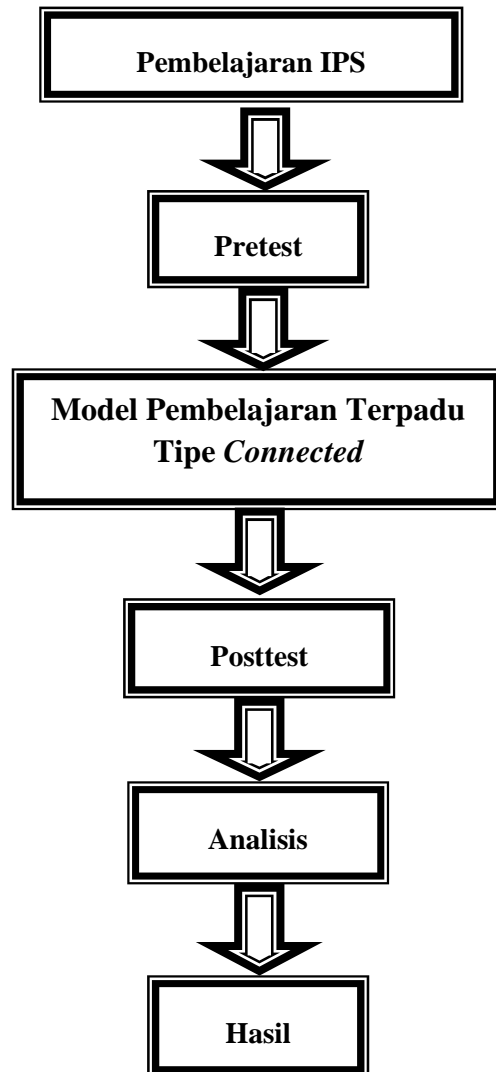 Pembelajaran IPS
Pretest
Model Pembelajaran Terpadu
Tipe Connected
Posttest
Analisis
Hasil